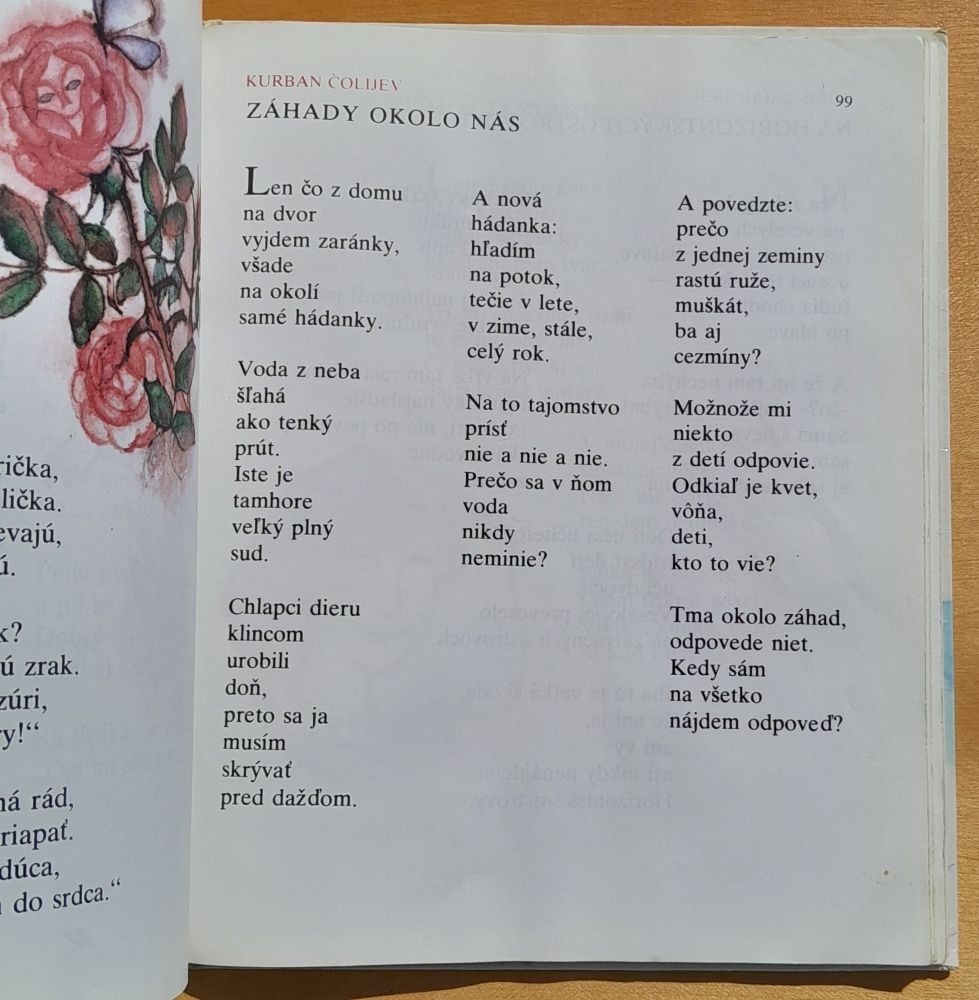 rička,
lička.
evajú,
ú.
k?
ú zrak.
zúri,
ry!“
má rád,
riapať.
dúca,
do srdca.“
KURBAN ČOLIJEV
99
ZÁHADY OKOLO NÁS
Len čo z domu
na dvor
vyjdem zaránky,
všade
na okolí
samé hádanky.
Voda z neba
šľahá
ako tenký
prút.
Iste je
tamhore
veľký plný
sud.
Chlapci dieru
klincom
urobili
doň,
preto sa ja
musím
skrývať
pred dažďom.
A nová
hádanka:
hľadím
na potok,
tečie v lete,
v zime, stále,
celý rok.
Na to tajomstvo
prísť
nie a nie a nie.
Prečo sa v ňom
voda
nikdy
neminie?
A povedzte:
prečo
z jednej zeminy
rastú ruže,
muškát,
ba aj
cezmíny?
Možnože mi
niekto
z detí odpovie.
Odkiaľ je kvet,
vôňa,
deti,
kto to vie?
Tma okolo záhad,
odpovede niet.
Kedy sám
na všetko
nájdem odpoveď?